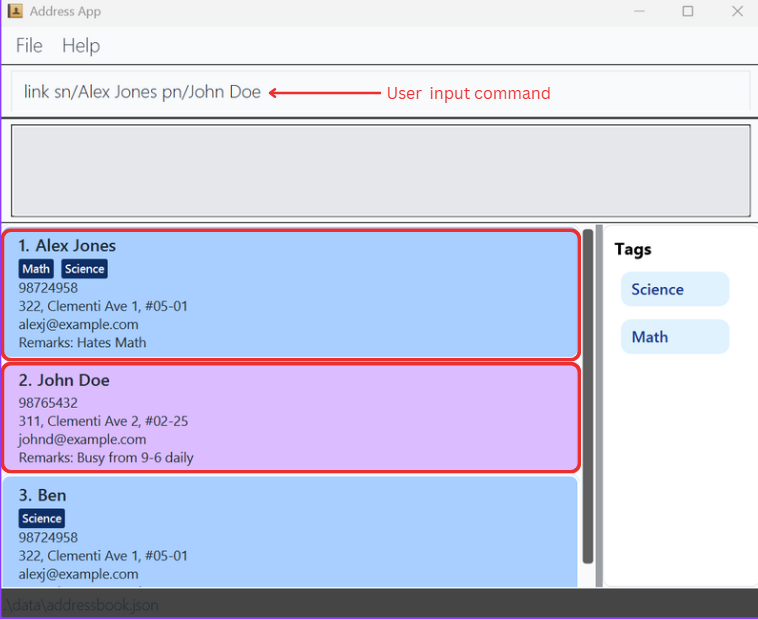 Address App
File Help
link sn/Alex Jones pn/John Doe
User input command
1. Alex Jones
Math Science
98724958
322, Clementi Ave 1, #05-01
alexj@example.com
Remarks: Hates Math
2. John Doe
98765432
311, Clementi Ave 2, #02-25
johnd@example.com
Remarks: Busy from 9-6 daily
3. Ben
Science
98724958
322, Clementi Ave 1, #05-01
alexj@example.com
Tags
Science
Math
.\data\addressbook.json